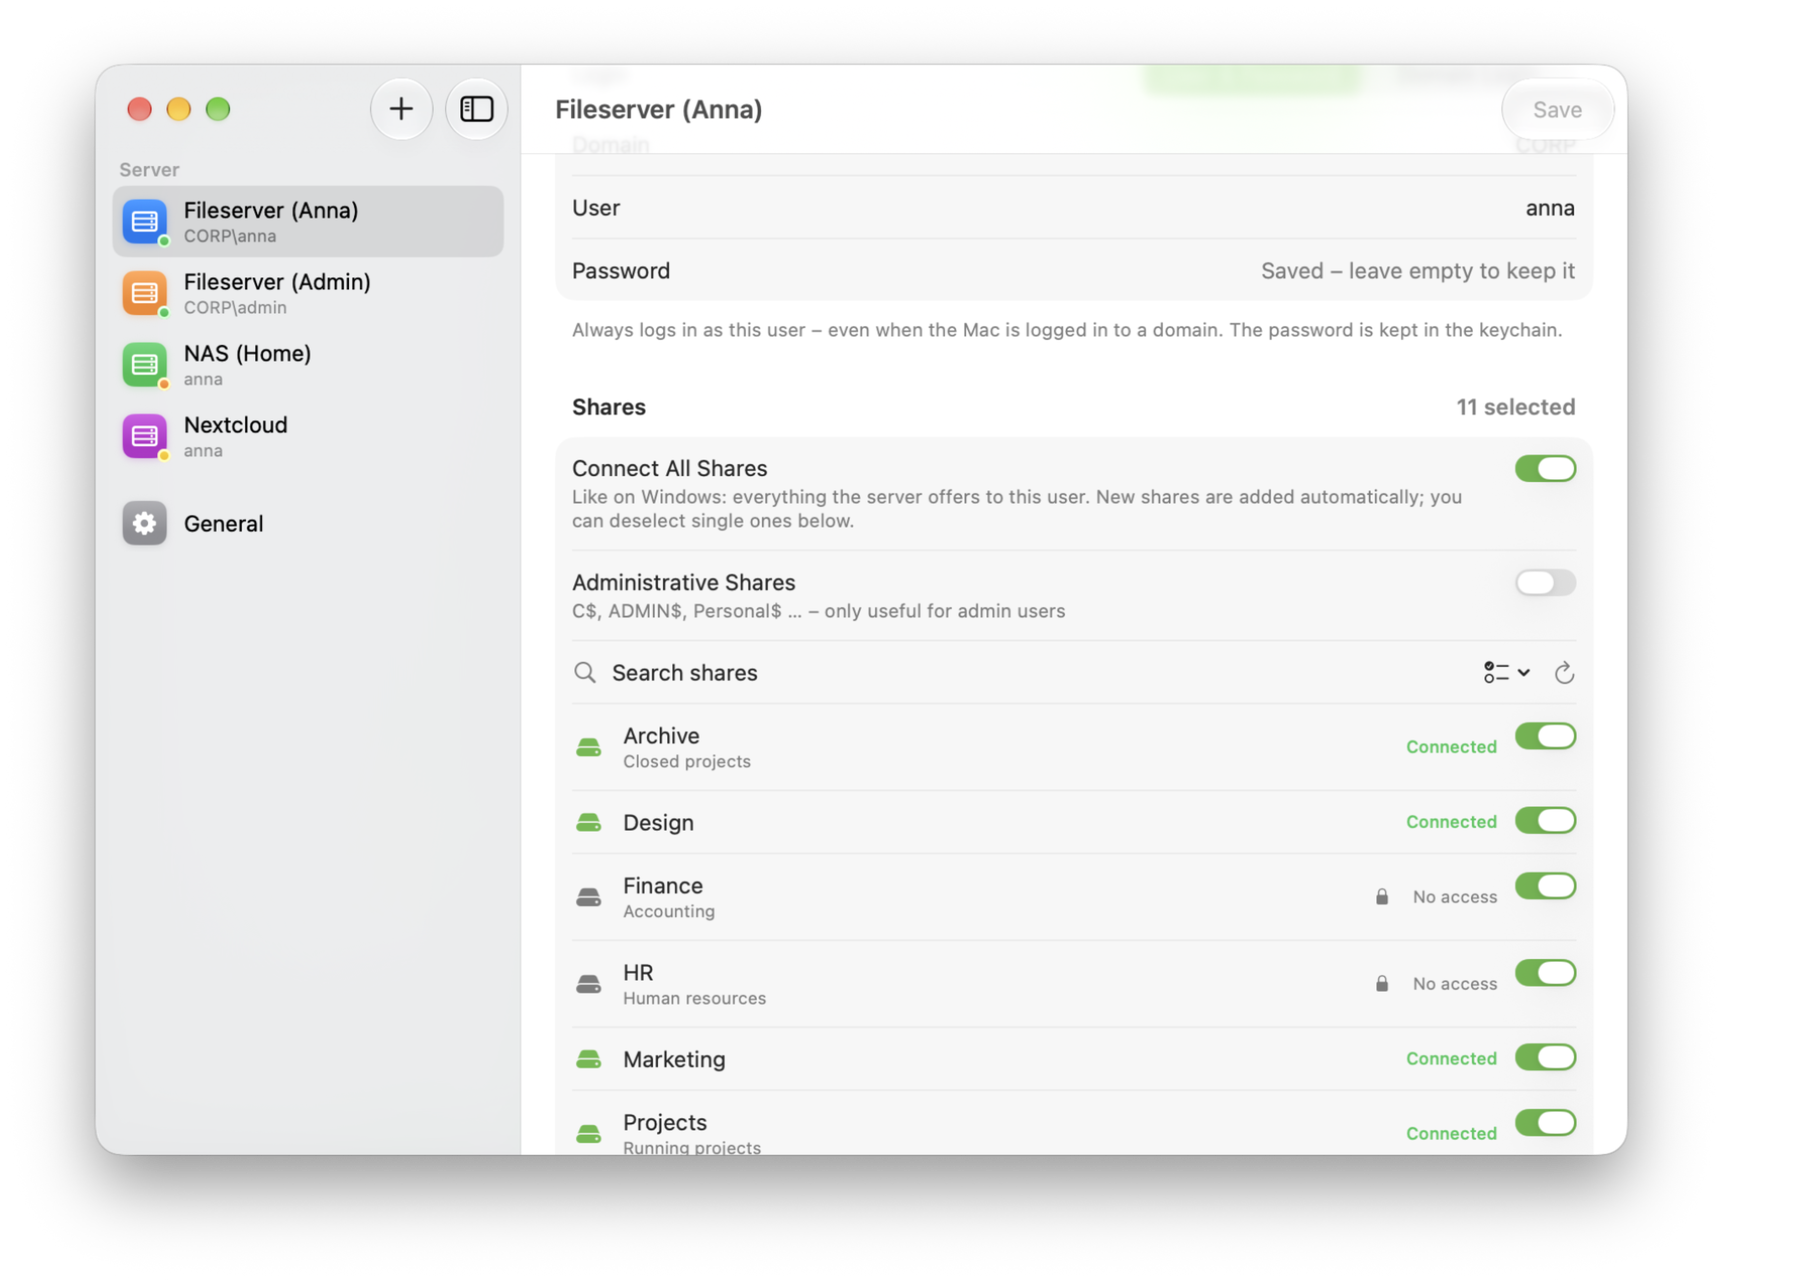 Fileserver (Anna)
Save
Domain
CORP
Server
Fileserver (Anna)
CORP\anna
Fileserver (Admin)
CORP\admin
NAS (Home)
anna
Nextcloud
anna
General
User
anna
Password
Saved – leave empty to keep it
Always logs in as this user – even when the Mac is logged in to a domain. The password is kept in the keychain.
Shares
11 selected
Connect All Shares
Like on Windows: everything the server offers to this user. New shares are added automatically; you
can deselect single ones below.
Administrative Shares
C$, ADMIN$, Personal$ ... – only useful for admin users
Search shares
Archive
Closed projects
Connected
Design
Connected
Finance
Accounting
No access
HR
Human resources
No access
Marketing
Connected
Projects
Running projects
Connected